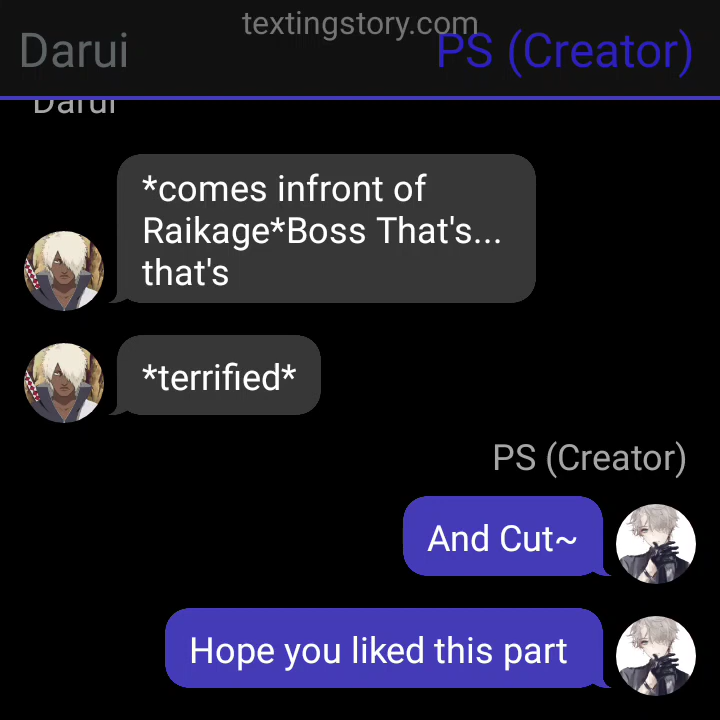 textingstory.com
Darui
PS (Creator)
Darui
*comes infront of
Raikage*Boss That's...
that's
*terrified*
PS (Creator)
And Cut~
Hope you liked this part